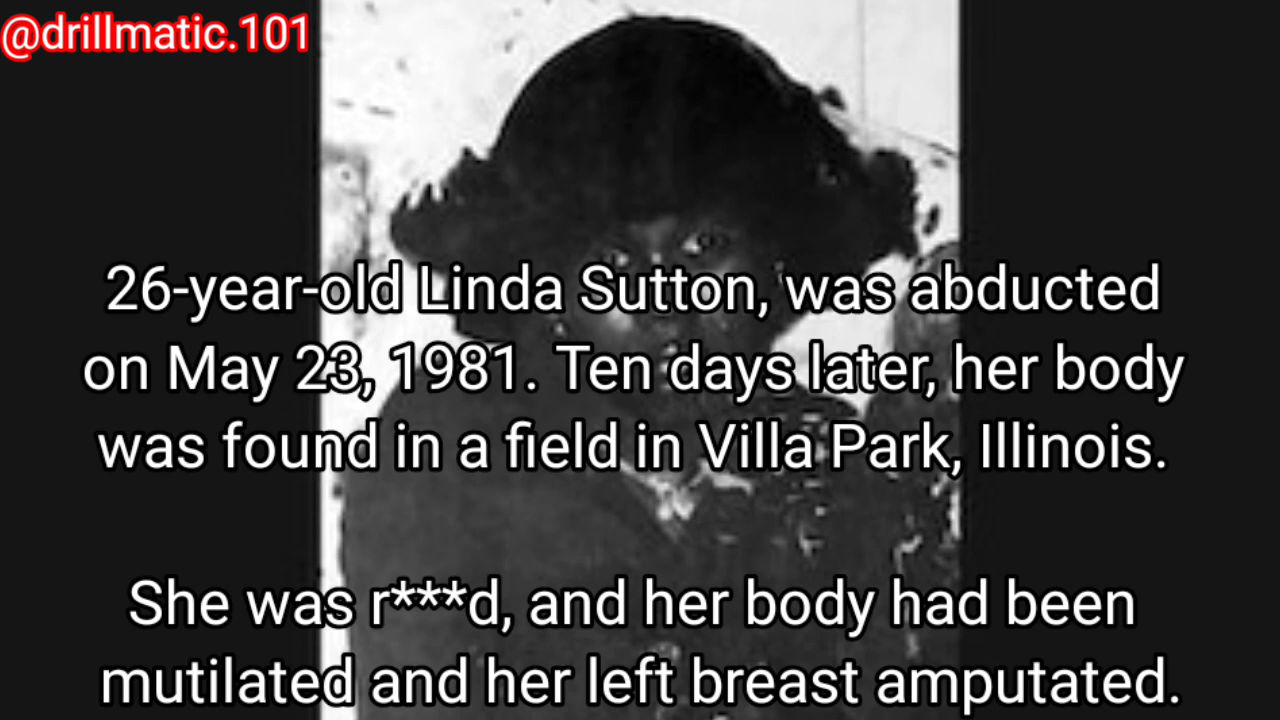 @drillmatic.101
26-year-old Linda Sutton, was abducted
on May 23, 1981. Ten days later, her body
was found in a field in Villa Park, Illinois.
She was r***d, and her body had been
mutilated and her left breast amputated.